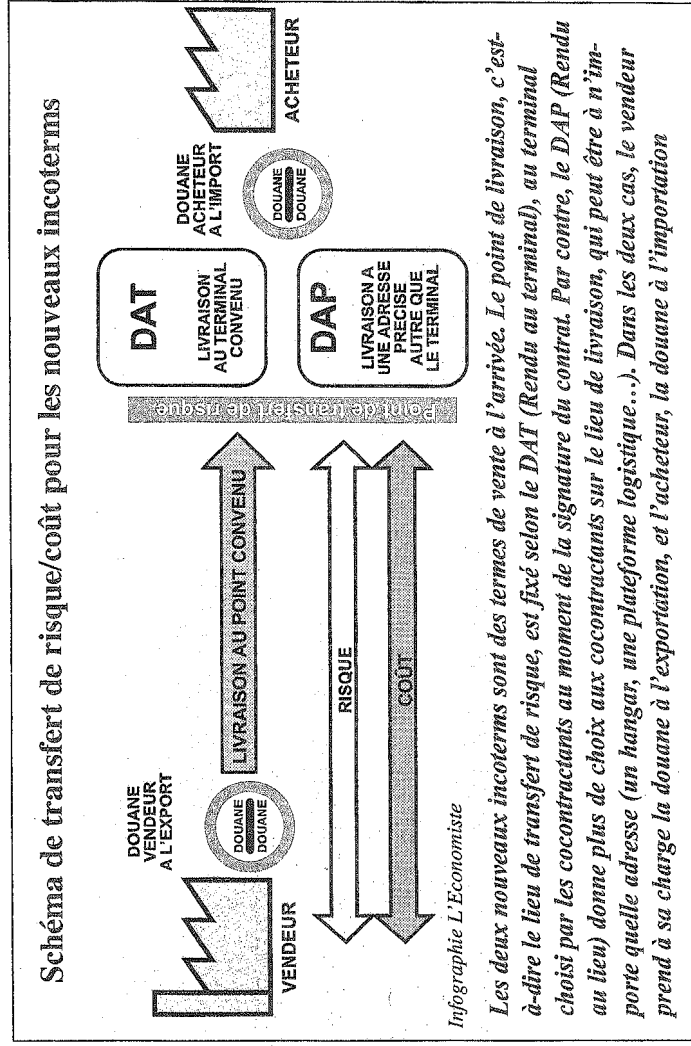 Schéma de transfert de risque/coût pour les nouveaux incoterms
DOUANE
VENDEUR
A L'EXPORT
DOUANE
DOUANE
VENDEUR
LIVRAISON AU POINT CONVENU
RISQUE
COÛT
Point de transfert de risque
DAT
LIVRAISON
AU TERMINAL
CONVENU
DAP
LIVRAISON A
UNE ADRESSE
PRECISE
AUTRE QUE
LE TERMINAL
DOUANE
ACHETEUR
A L'IMPORT
DOUANE
DOUANE
ACHETEUR
Infographie L'Economiste
Les deux nouveaux incoterms sont des termes de vente à l'arrivée. Le point de livraison, c'est-
à-dire le lieu de transfert de risque, est fixé selon le DAT (Rendu au terminal), au terminal
choisi par les cocontractants au moment de la signature du contrat. Par contre, le DAP (Rendu
au lieu) donne plus de choix aux cocontractants sur le lieu de livraison, qui peut être à n'im-
porte quelle adresse (un hangar, une plateforme logistique...). Dans les deux cas, le vendeur
prend à sa charge la douane à l'exportation, et l'acheteur, la douane à l'importation